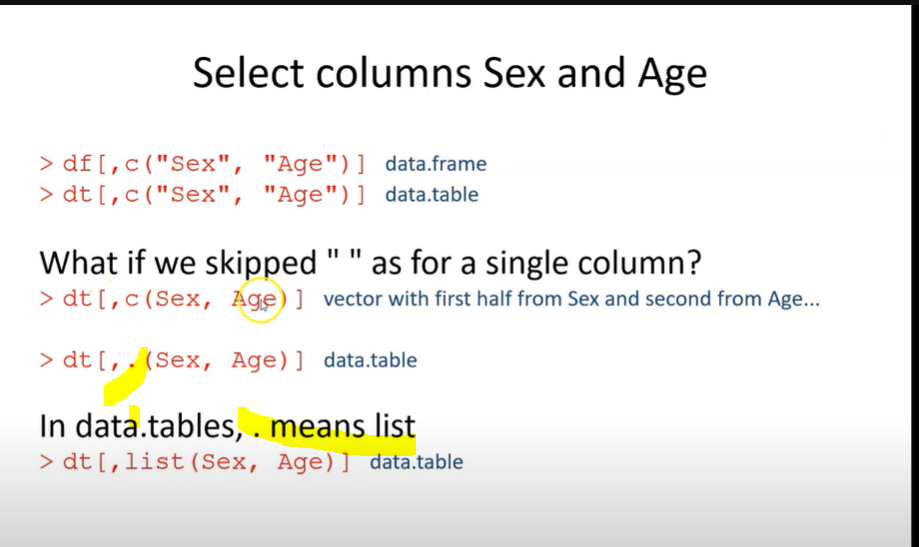 Select columns Sex and Age
> df[,c("Sex", "Age")] data.frame
> dt[,c("Sex", "Age")] data.table
What if we skipped " " as for a single column?
> dt[,c(Sex, Age)] vector with first half from Sex and second from Age...
> dt[,.(Sex, Age)] data.table
In data.tables, . means list
> dt[,list(Sex, Age)] data.table